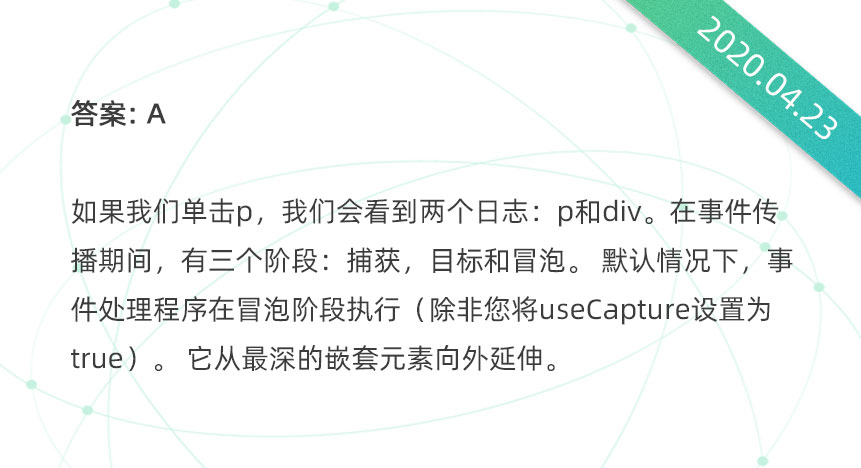 2020.04.23
答案: A
如果我们单击p，我们会看到两个日志：p和div。在事件传
播期间，有三个阶段：捕获，目标和冒泡。 默认情况下，事
件处理程序在冒泡阶段执行（除非您将useCapture设置为
true）。 它从最深的嵌套元素向外延伸。